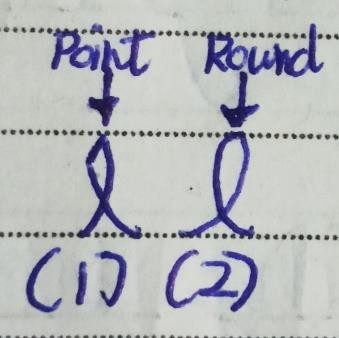 Point Round
l l
(1) (2)